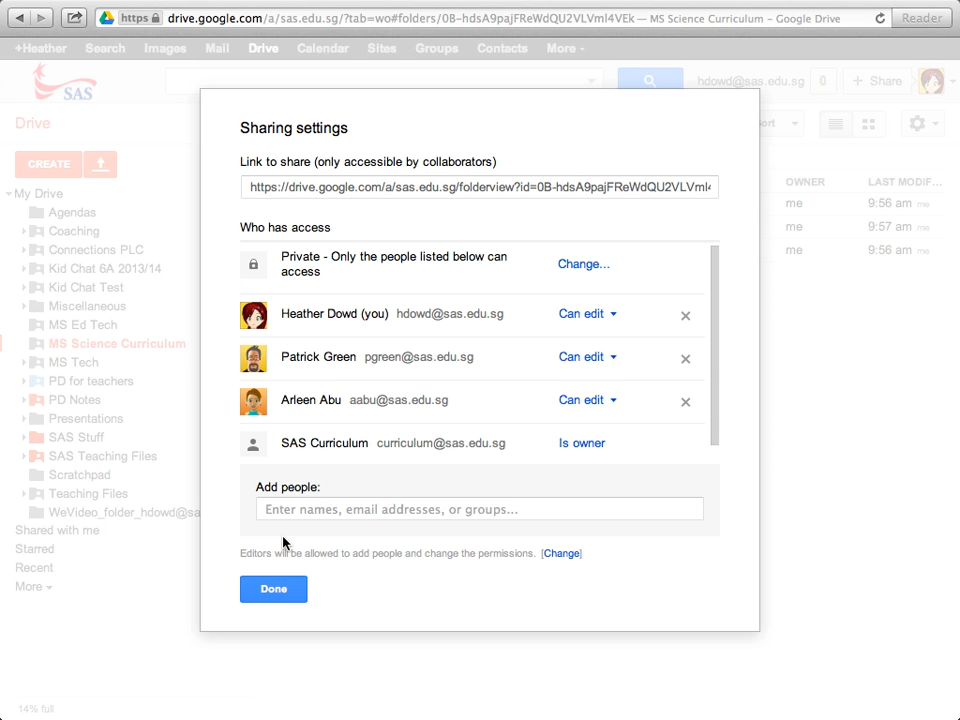 https drive.google.com/a/sas.edu.sg/?tab=wo#folders/0B-hdsA9pajFReWdQU2VLVml4VEk — MS Science Curriculum – Google Drive Reader
+Heather Search Images Mail Drive Calendar Sites Groups Contacts More
SAS hdowd@sas.edu.sg 0 + Share
Drive
CREATE
My Drive
Agendas
Coaching
Connections PLC
Kid Chat 6A 2013/14
Kid Chat Test
Miscellaneous
MS Ed Tech
MS Science Curriculum
MS Tech
PD for teachers
PD Notes
Presentations
SAS Stuff
SAS Teaching Files
Scratchpad
Teaching Files
WeVideo_folder_hdowd@sa
Shared with me
Starred
Recent
More
14% full
Sharing settings
Link to share (only accessible by collaborators)
https://drive.google.com/a/sas.edu.sg/folderview?id=0B-hdsA9pajFReWdQU2VLVml4
Who has access
Private - Only the people listed below can
access
Change...
Heather Dowd (you) hdowd@sas.edu.sg Can edit
Patrick Green pgreen@sas.edu.sg Can edit
Arleen Abu aabu@sas.edu.sg Can edit
SAS Curriculum curriculum@sas.edu.sg Is owner
Add people:
Enter names, email addresses, or groups...
Editors will be allowed to add people and change the permissions. [Change]
Done
ort
OWNER LAST MODIF...
me 9:56 am me
me 9:57 am me
me 9:56 am me